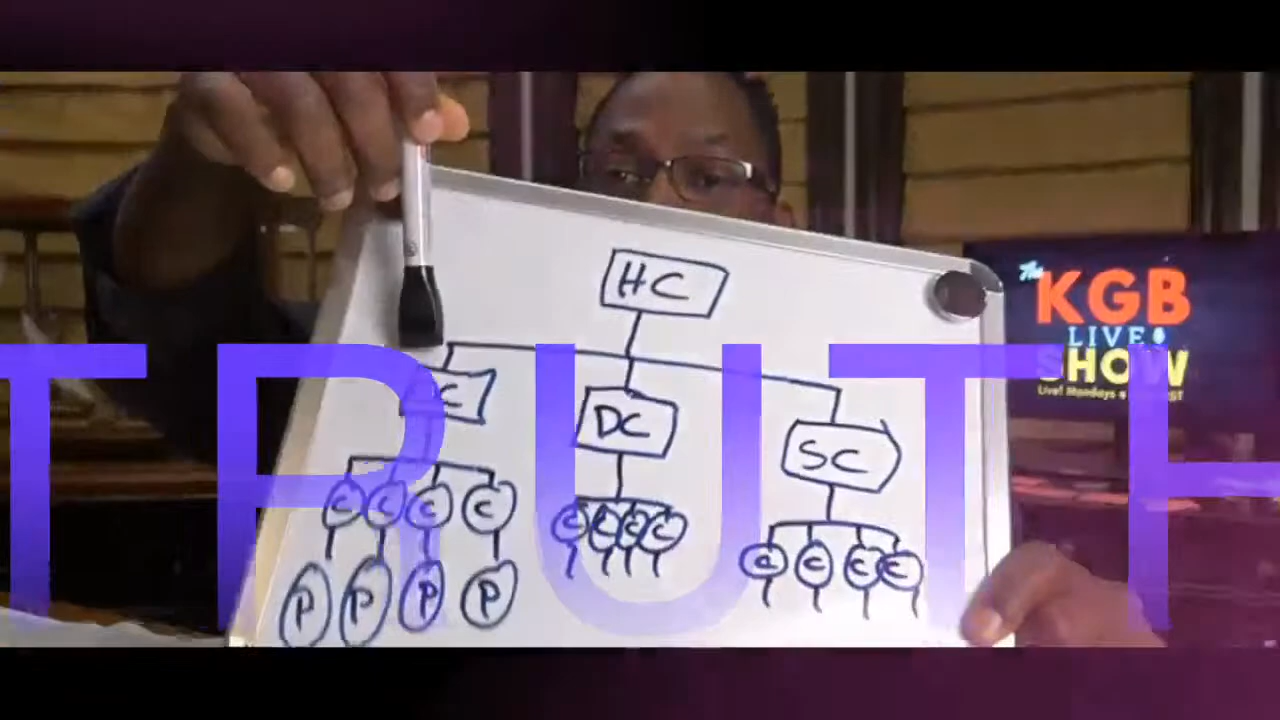 HC
DC
SC
C C C C
C C C C
C C C C
P P P P
The
KGB
LIVE
SHOW
Live! Mondays
TRUTH